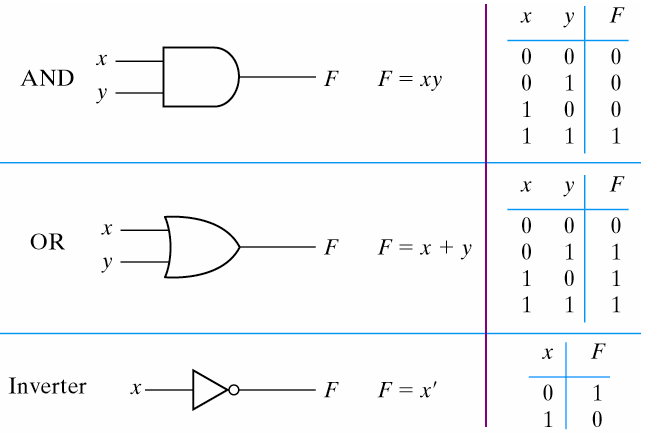 x y F
AND x y F F = xy
0 0 0
0 1 0
1 0 0
1 1 1
x y F
OR x y F F = x + y
0 0 0
0 1 1
1 0 1
1 1 1
x F
Inverter x F F = x′
0 1
1 0